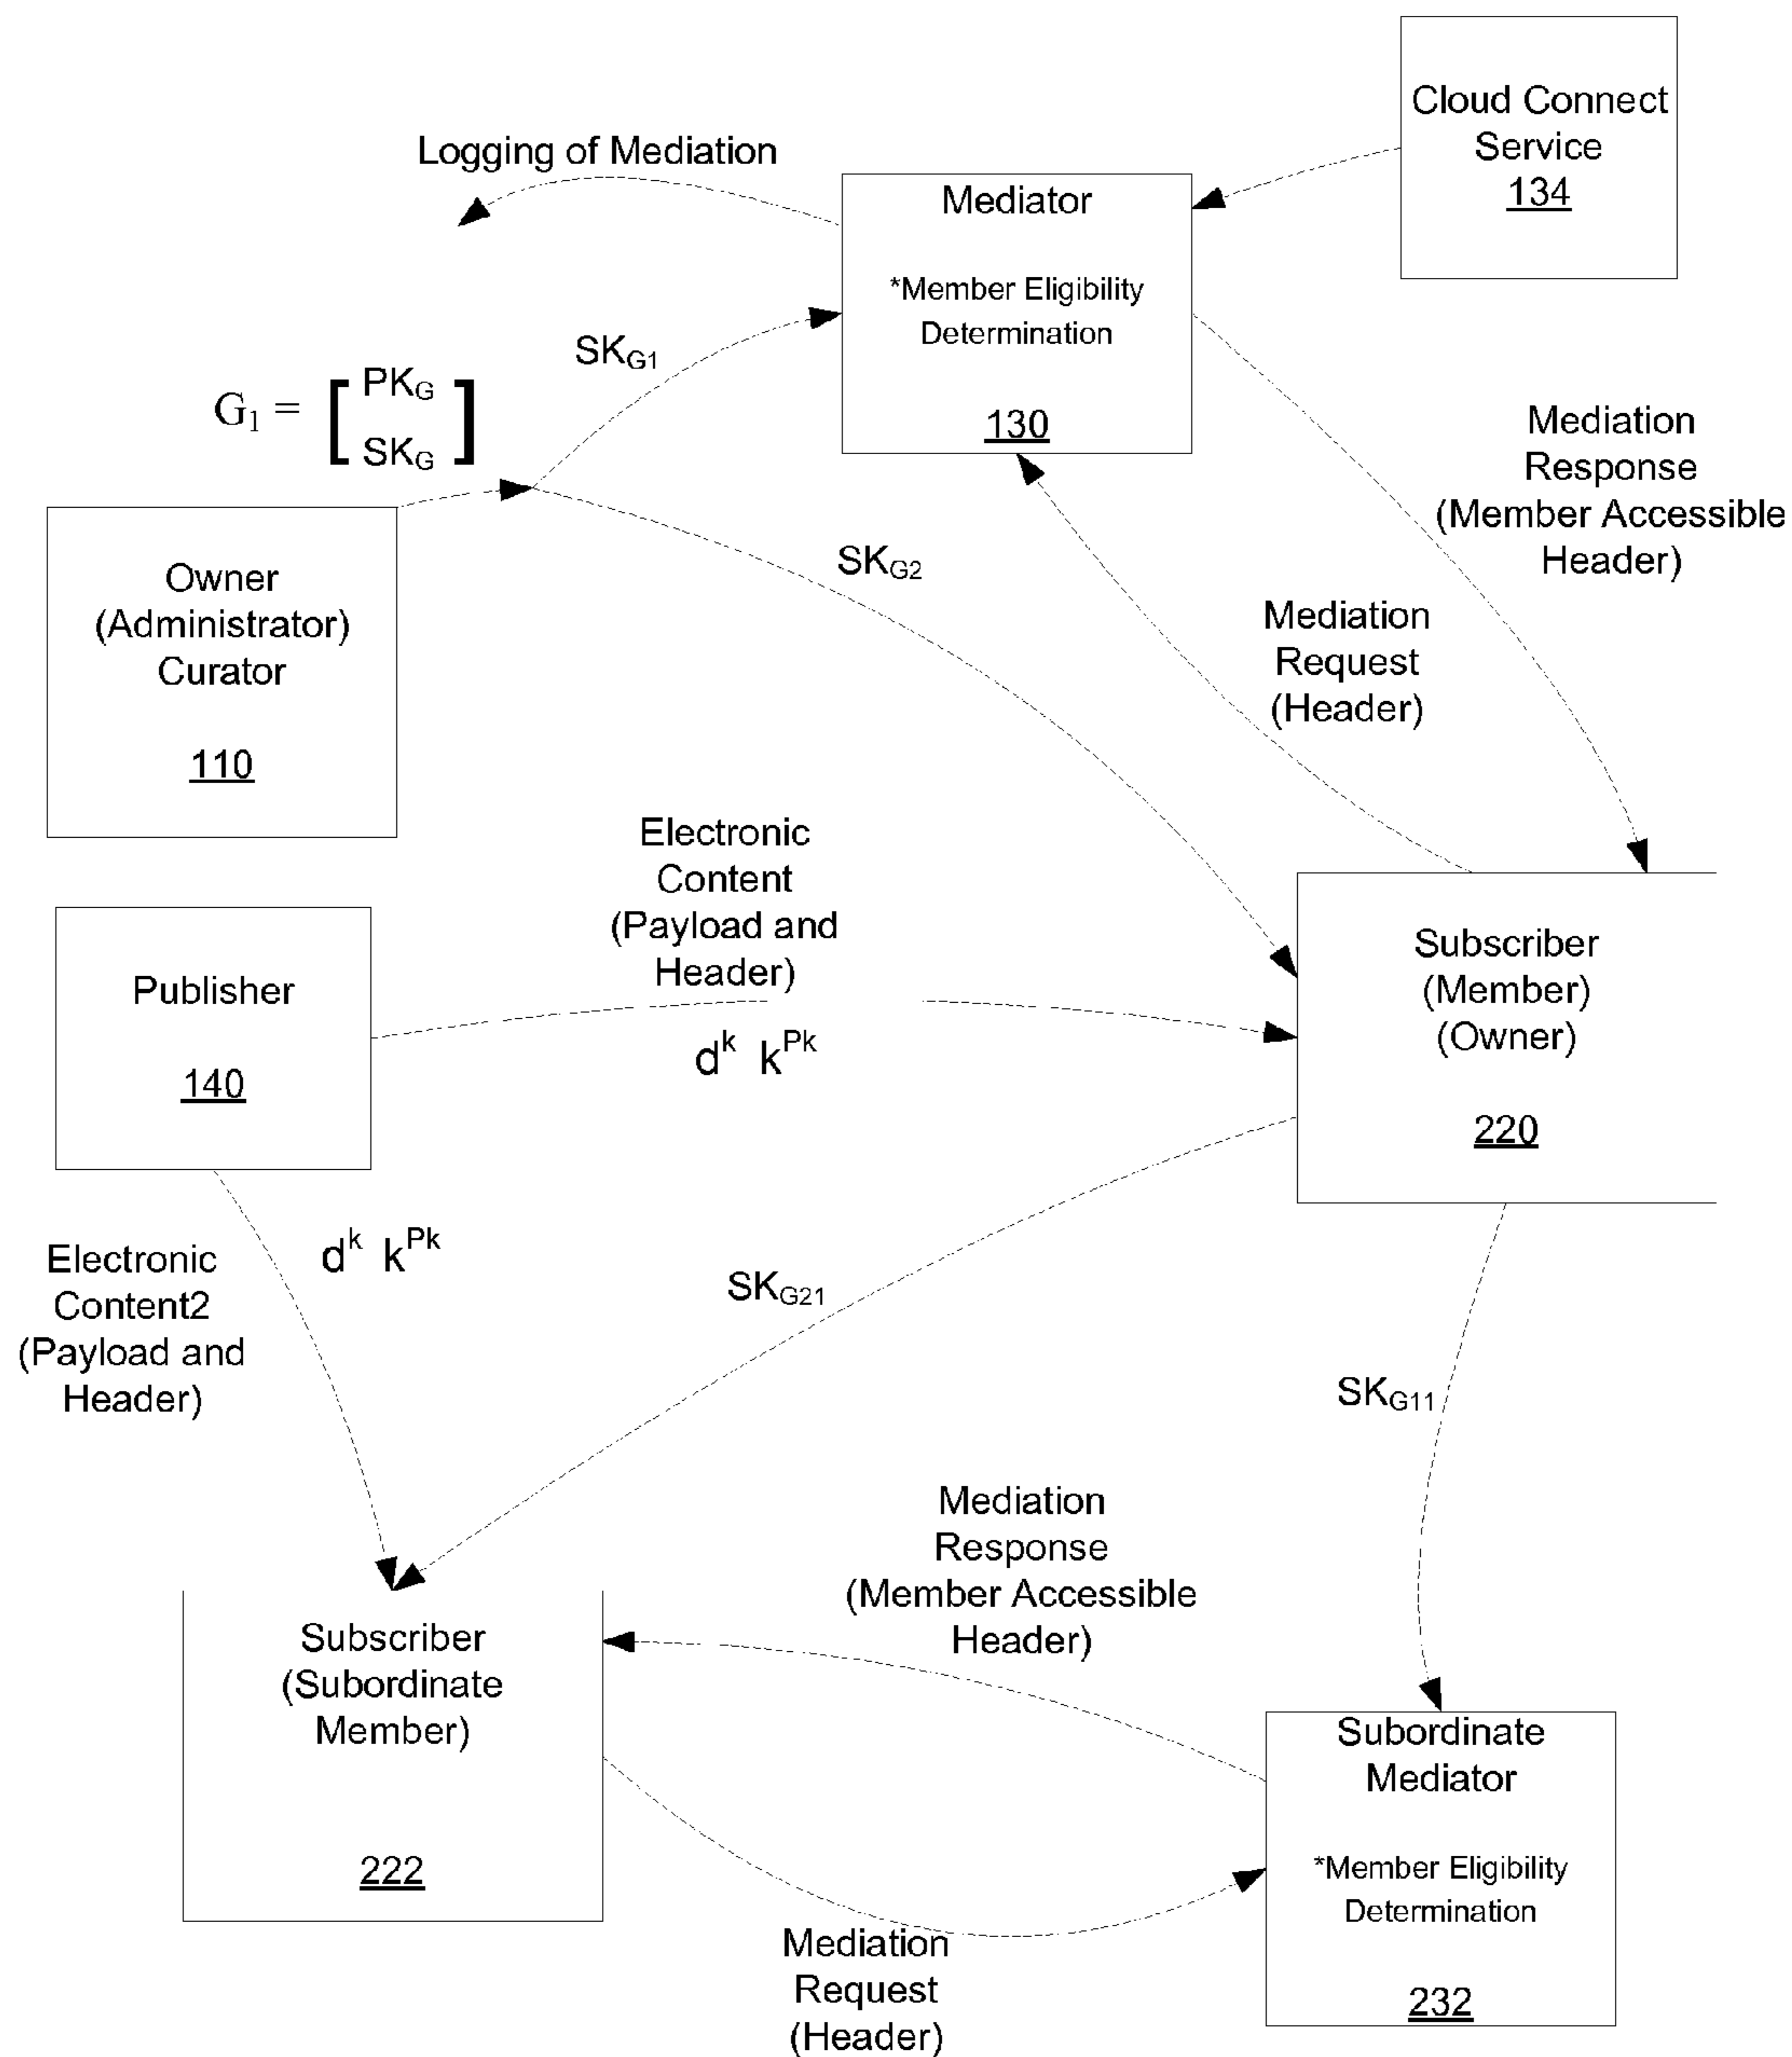 Cloud Connect
Service
134
Logging of Mediation
Mediator
*Member Eligibility
Determination
130
SKG1
G1 = [ PKG
SKG ]
Mediation
Response
(Member Accessible
Header)
SKG2
Owner
(Administrator)
Curator
110
Mediation
Request
(Header)
Electronic
Content
(Payload and
Header)
dk kPk
Publisher
140
Subscriber
(Member)
(Owner)
220
Electronic
Content2
(Payload and
Header)
dk kPk
SKG21
SKG11
Mediation
Response
(Member Accessible
Header)
Subscriber
(Subordinate
Member)
222
Subordinate
Mediator
*Member Eligibility
Determination
232
Mediation
Request
(Header)